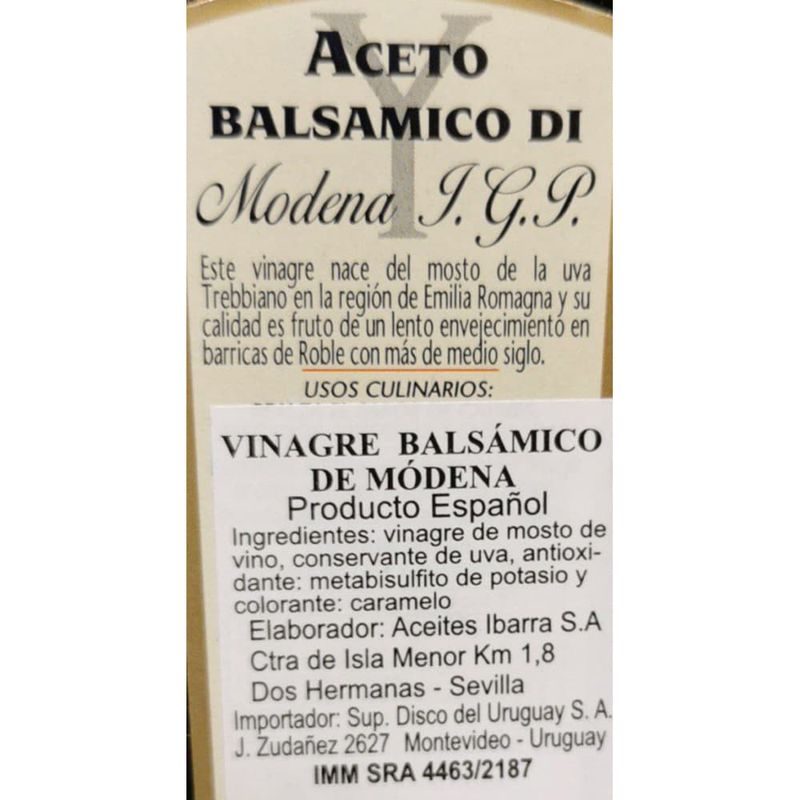 ACETO
BALSAMICO DI
Modena I.G.P.
Este vinagre nace del mosto de la uva
Trebbiano en la región de Emilia Romagna y su
calidad es fruto de un lento envejecimiento en
barricas de Roble con más de medio siglo.
USOS CULINARIOS:
VINAGRE BALSÁMICO
DE MÓDENA
Producto Español
Ingredientes: vinagre de mosto de
vino, conservante de uva, antioxi-
dante: metabisulfito de potasio y
colorante: caramelo
Elaborador: Aceites Ibarra S.A
Ctra de Isla Menor Km 1,8
Dos Hermanas - Sevilla
Importador: Sup. Disco del Uruguay S. A.
J. Zudañez 2627 Montevideo - Uruguay
IMM SRA 4463/2187